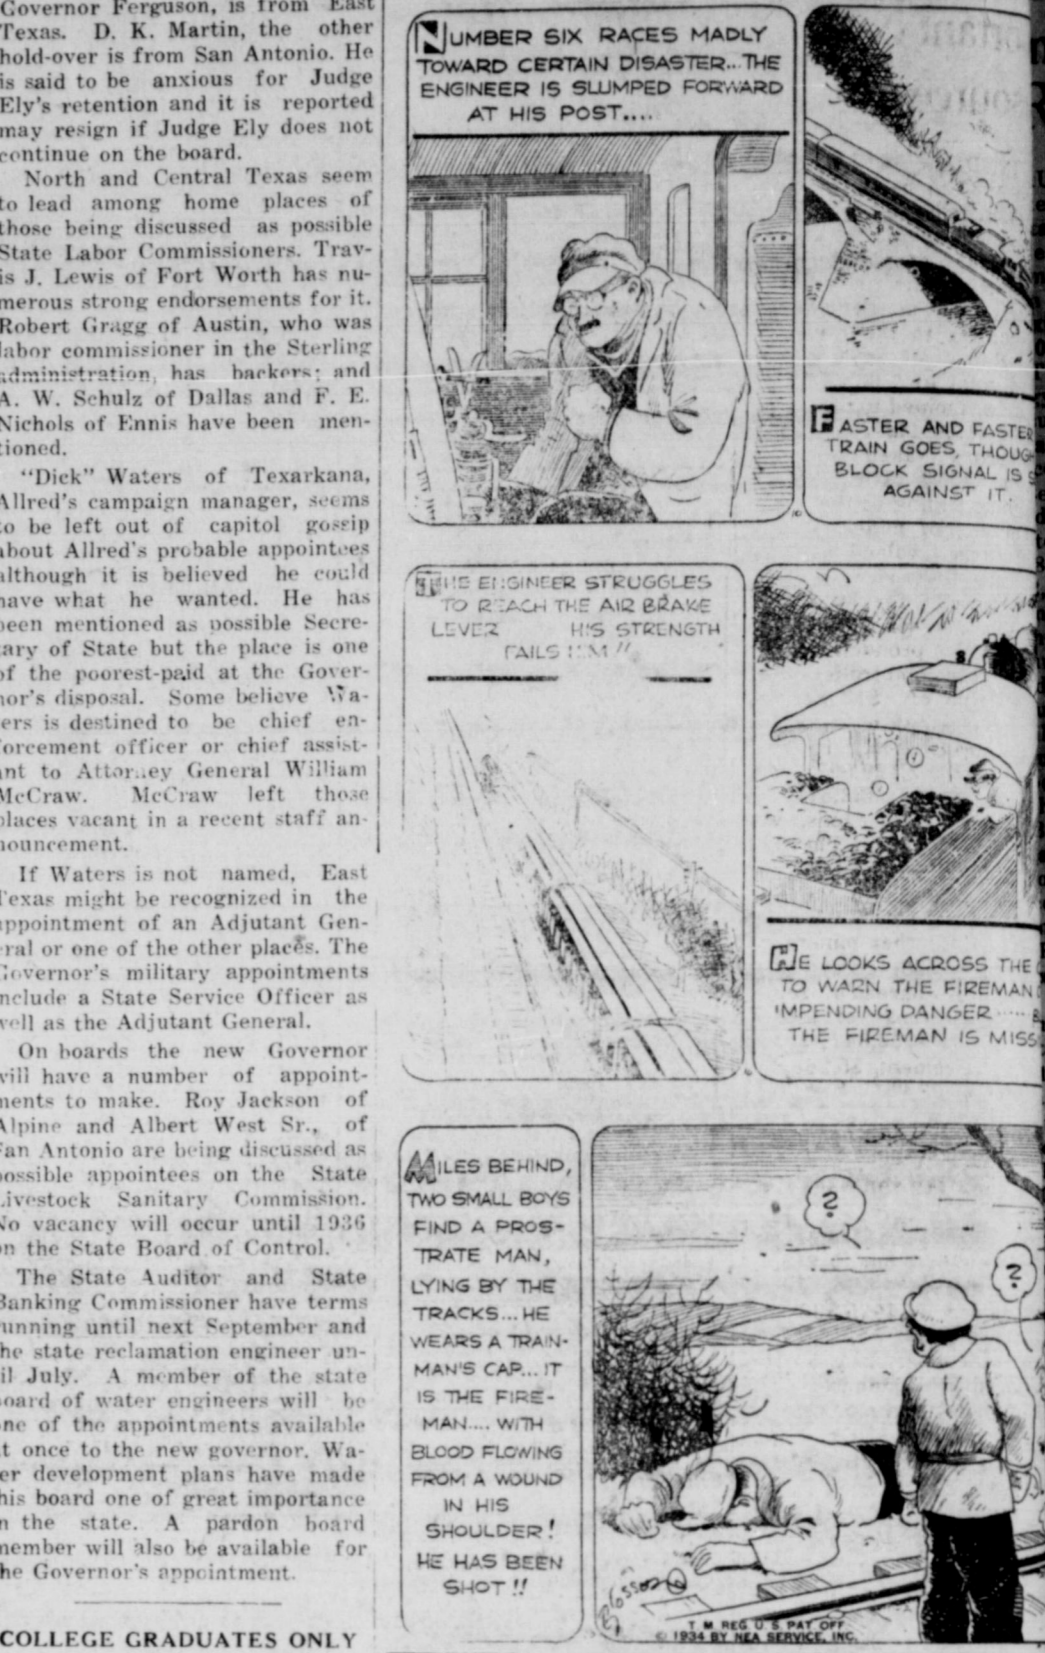 Governor Ferguson, is from East
Texas. D. K. Martin, the other
hold-over is from San Antonio. He
is said to be anxious for Judge
Ely's retention and it is reported
may resign if Judge Ely does not
continue on the board.
North and Central Texas seem
to lead among home places of
those being discussed as possible
State Labor Commissioners. Trav-
is J. Lewis of Fort Worth has nu-
merous strong endorsements for it.
Robert Gragg of Austin, who was
labor commissioner in the Sterling
administration, has backers; and
A. W. Schulz of Dallas and F. E.
Nichols of Ennis have been men-
tioned.
"Dick" Waters of Texarkana,
Allred's campaign manager, seems
to be left out of capitol gossip
about Allred's probable appointees
although it is believed he could
have what he wanted. He has
been mentioned as possible Secre-
tary of State but the place is one
of the poorest-paid at the Gover-
nor's disposal. Some believe Wa-
ters is destined to be chief en-
forcement officer or chief assist-
ant to Attorney General William
McCraw. McCraw left those
places vacant in a recent staff an-
nouncement.
If Waters is not named, East
Texas might be recognized in the
appointment of an Adjutant Gen-
eral or one of the other places. The
Governor's military appointments
include a State Service Officer as
well as the Adjutant General.
On boards the new Governor
will have a number of appoint-
ments to make. Roy Jackson of
Alpine and Albert West Sr., of
San Antonio are being discussed as
possible appointees on the State
Livestock Sanitary Commission.
No vacancy will occur until 1936
on the State Board of Control.
The State Auditor and State
Banking Commissioner have terms
running until next September and
the state reclamation engineer un-
til July. A member of the state
board of water engineers will be
one of the appointments available
at once to the new governor. Wa-
ter development plans have made
this board one of great importance
in the state. A pardon board
member will also be available for
the Governor's appointment.
COLLEGE GRADUATES ONLY
NUMBER SIX RACES MADLY
TOWARD CERTAIN DISASTER...THE
ENGINEER IS SLUMPED FORWARD
AT HIS POST....
FASTER AND FASTER
TRAIN GOES, THOUGH
BLOCK SIGNAL IS
AGAINST IT.
THE ENGINEER STRUGGLES
TO REACH THE AIR BRAKE
LEVER HIS STRENGTH
FAILS HIM!!
8
HE LOOKS ACROSS THE
TO WARN THE FIREMAN
IMPENDING DANGER.....
THE FIREMAN IS MISS
MILES BEHIND,
TWO SMALL BOYS
FIND A PROS-
TRATE MAN,
LYING BY THE
TRACKS...HE
WEARS A TRAIN-
MAN'S CAP...IT
IS THE FIRE-
MAN.... WITH
BLOOD FLOWING
FROM A WOUND
IN HIS
SHOULDER!
HE HAS BEEN
SHOT!!
?
?
Blosser
T. M. REG. U. S. PAT. OFF.
© 1934 BY NEA SERVICE, INC.